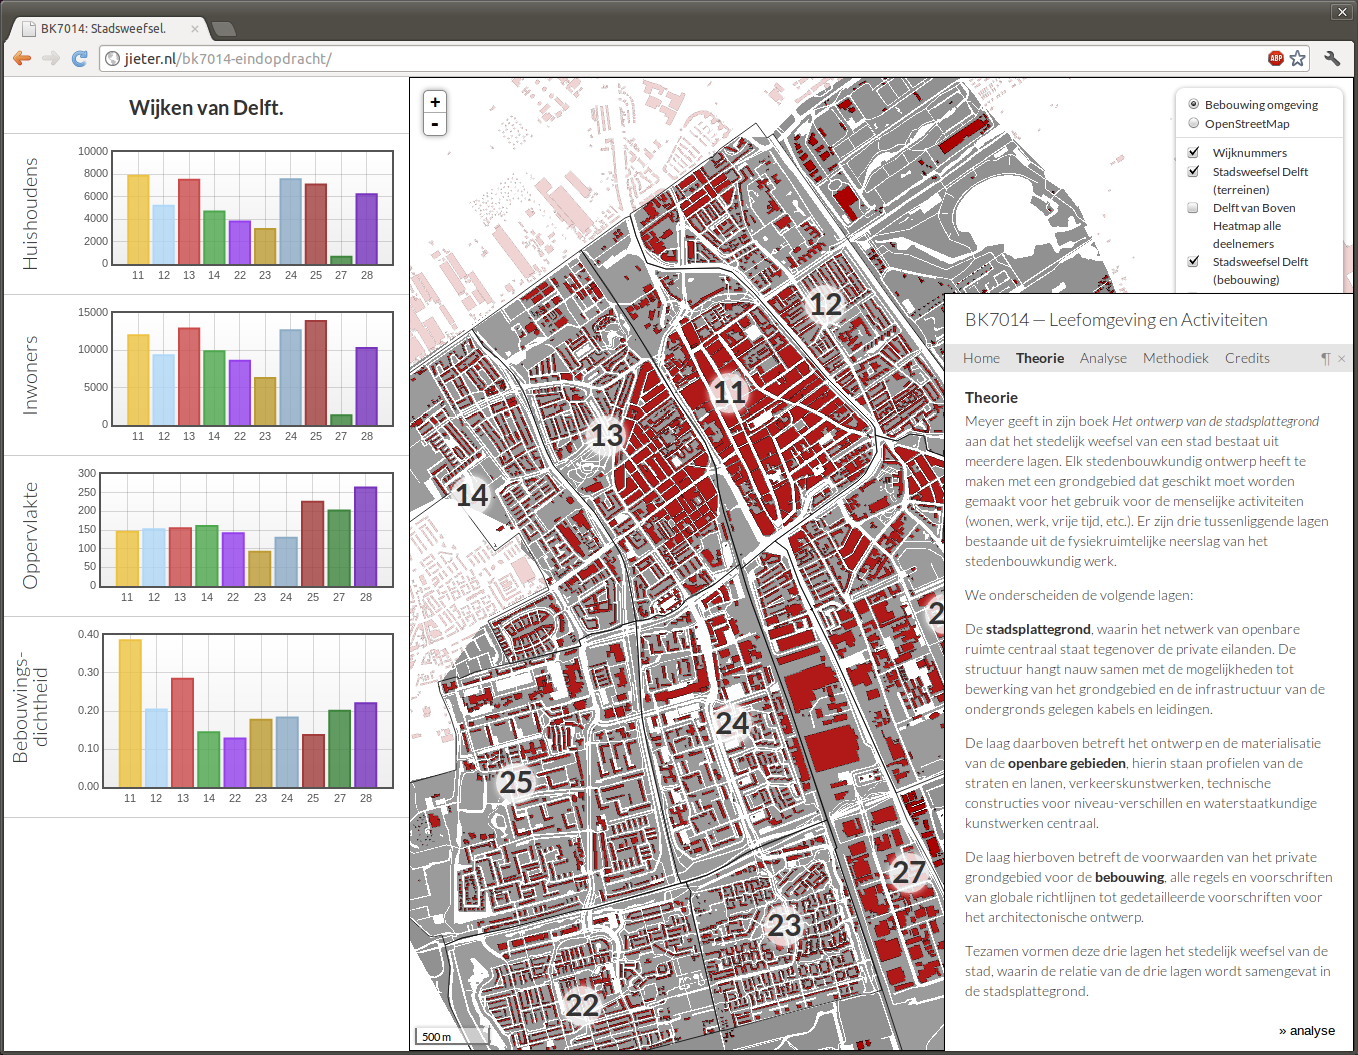 BK7014: Stadsweefsel.
jieter.nl/bk7014-eindopdracht/
ABP
Wijken van Delft.
Huishoudens
10000
8000
6000
4000
2000
0
11 12 13 14 22 23 24 25 27 28
Inwoners
15000
10000
5000
0
11 12 13 14 22 23 24 25 27 28
Oppervlakte
300
250
200
150
100
50
0
11 12 13 14 22 23 24 25 27 28
Bebouwings-
dichtheid
0.40
0.30
0.20
0.10
0.00
11 12 13 14 22 23 24 25 27 28
+
-
12
11
13
14
24
25
27
23
22
500 m
Bebouwing omgeving
OpenStreetMap
Wijknummers
Stadsweefsel Delft
(terreinen)
Delft van Boven
Heatmap alle
deelnemers
Stadsweefsel Delft
(bebouwing)
BK7014 — Leefomgeving en Activiteiten
Home Theorie Analyse Methodiek Credits ¶ ×
Theorie
Meyer geeft in zijn boek Het ontwerp van de stadsplattegrond
aan dat het stedelijk weefsel van een stad bestaat uit
meerdere lagen. Elk stedenbouwkundig ontwerp heeft te
maken met een grondgebied dat geschikt moet worden
gemaakt voor het gebruik voor de menselijke activiteiten
(wonen, werk, vrije tijd, etc.). Er zijn drie tussenliggende lagen
bestaande uit de fysiekruimtelijke neerslag van het
stedenbouwkundig werk.
We onderscheiden de volgende lagen:
De stadsplattegrond, waarin het netwerk van openbare
ruimte centraal staat tegenover de private eilanden. De
structuur hangt nauw samen met de mogelijkheden tot
bewerking van het grondgebied en de infrastructuur van de
ondergronds gelegen kabels en leidingen.
De laag daarboven betreft het ontwerp en de materialisatie
van de openbare gebieden, hierin staan profielen van de
straten en lanen, verkeerskunstwerken, technische
constructies voor niveau-verschillen en waterstaatkundige
kunstwerken centraal.
De laag hierboven betreft de voorwaarden van het private
grondgebied voor de bebouwing, alle regels en voorschriften
van globale richtlijnen tot gedetailleerde voorschriften voor
het architectonische ontwerp.
Tezamen vormen deze drie lagen het stedelijk weefsel van de
stad, waarin de relatie van de drie lagen wordt samengevat in
de stadsplattegrond.
» analyse